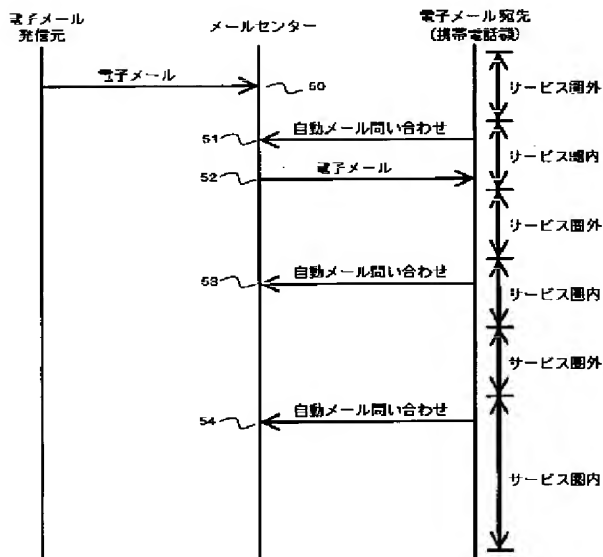 電子メール
発信元
メールセンター
電子メール宛先
(携帯電話機)
電子メール
50
サービス圏外
51
自動メール問い合わせ
サービス圏内
52
電子メール
サービス圏外
53
自動メール問い合わせ
サービス圏内
サービス圏外
54
自動メール問い合わせ
サービス圏内